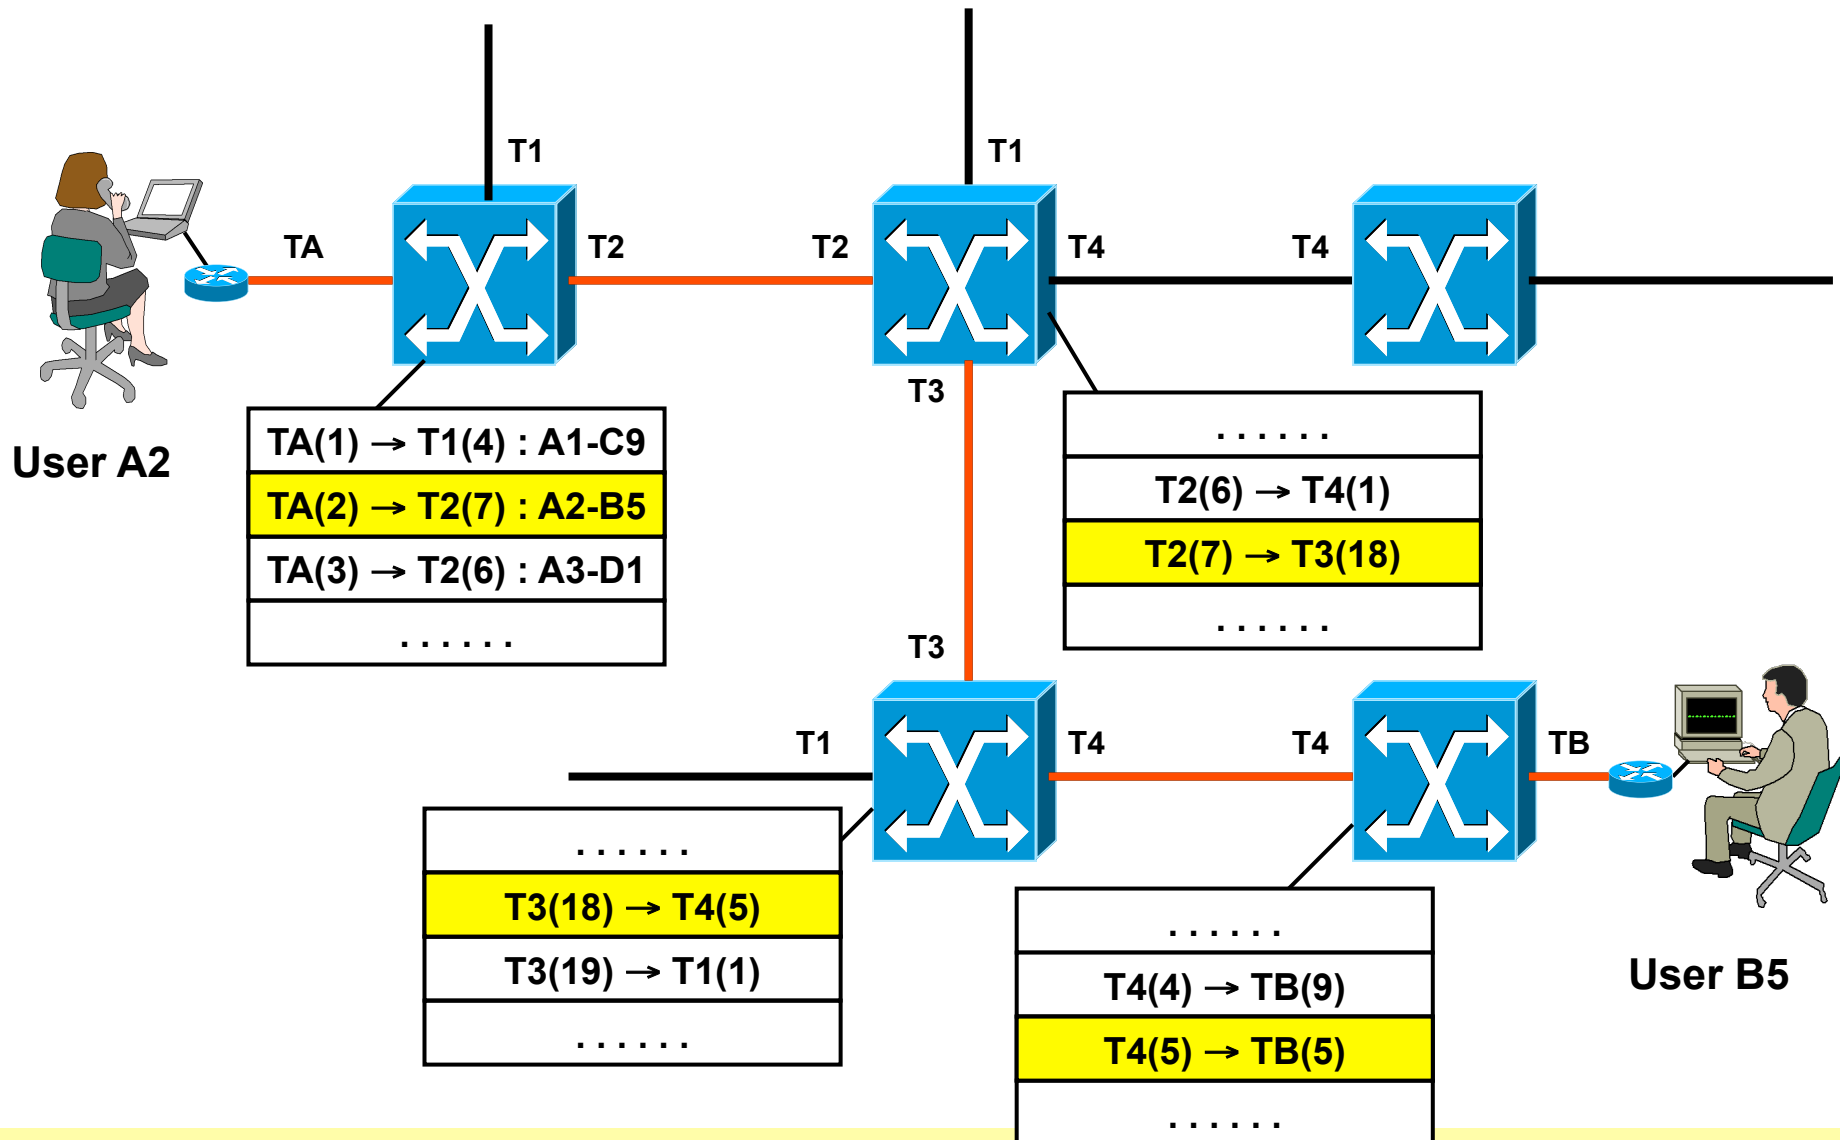 T1
T1
TA
T2
T2
T4
T4
T3
User A2
TA(1) → T1(4) : A1-C9
TA(2) → T2(7) : A2-B5
TA(3) → T2(6) : A3-D1
. . . . . .
. . . . . .
T2(6) → T4(1)
T2(7) → T3(18)
. . . . . .
T3
T1
T4
T4
TB
. . . . . .
T3(18) → T4(5)
T3(19) → T1(1)
. . . . . .
. . . . . .
T4(4) → TB(9)
T4(5) → TB(5)
. . . . . .
User B5